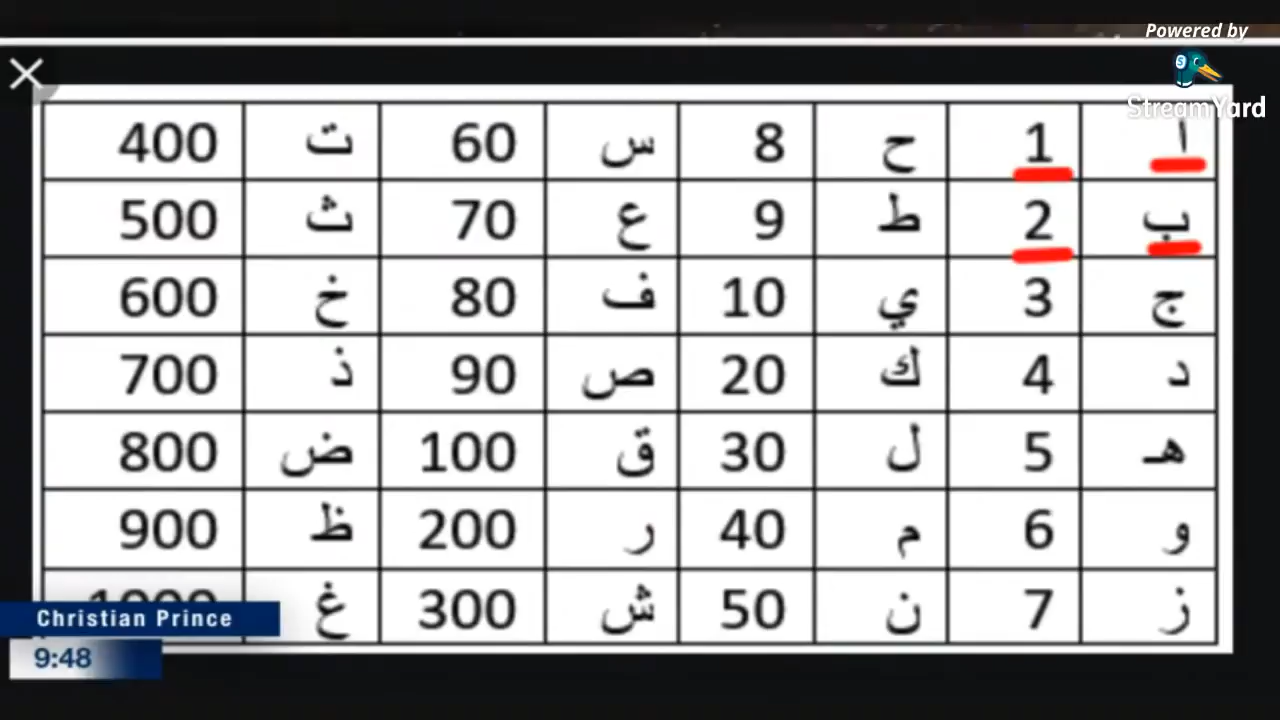 Powered by
StreamYard
ا 1 ح 8 س 60 ت 400
ب 2 ط 9 ع 70 ث 500
ج 3 ي 10 ف 80 خ 600
د 4 ك 20 ص 90 ذ 700
هـ 5 ل 30 ق 100 ض 800
و 6 م 40 ر 200 ظ 900
ز 7 ن 50 ش 300 غ 1000
Christian Prince
9:48